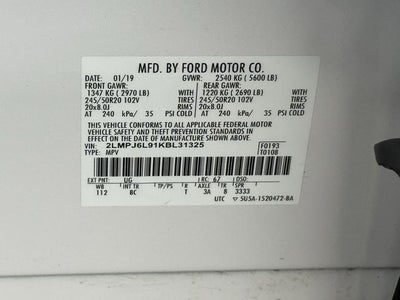 MFD. BY FORD MOTOR CO.
DATE: 01/19 GVWR: 2540 KG ( 5600 LB)
FRONT GAWR: REAR GAWR:
1347 KG ( 2970 LB) WITH 1220 KG ( 2690 LB) WITH
245/50R20 102V TIRES 245/50R20 102V TIRES
20x8.0J RIMS 20x8.0J RIMS
AT 240 kPa/ 35 PSI COLD AT 240 kPa/ 35 PSI COLD
THIS VEHICLE CONFORMS TO ALL APPLICABLE FEDERAL MOTOR VEHICLE SAFETY, BUMPER, AND THEFT PREVENTION STANDARDS IN
EFFECT ON THE DATE OF MANUFACTURE SHOWN ABOVE.
VIN: 2LMPJ6L91KBL31325 F0193
TYPE: MPV T0108
EXT PNT: UG RC: 67 DSO:
WB INT TR TP/PS R AXLE TR SPR
112 8C T 3A 8 3333
UTC 5U5A-1520472-BA